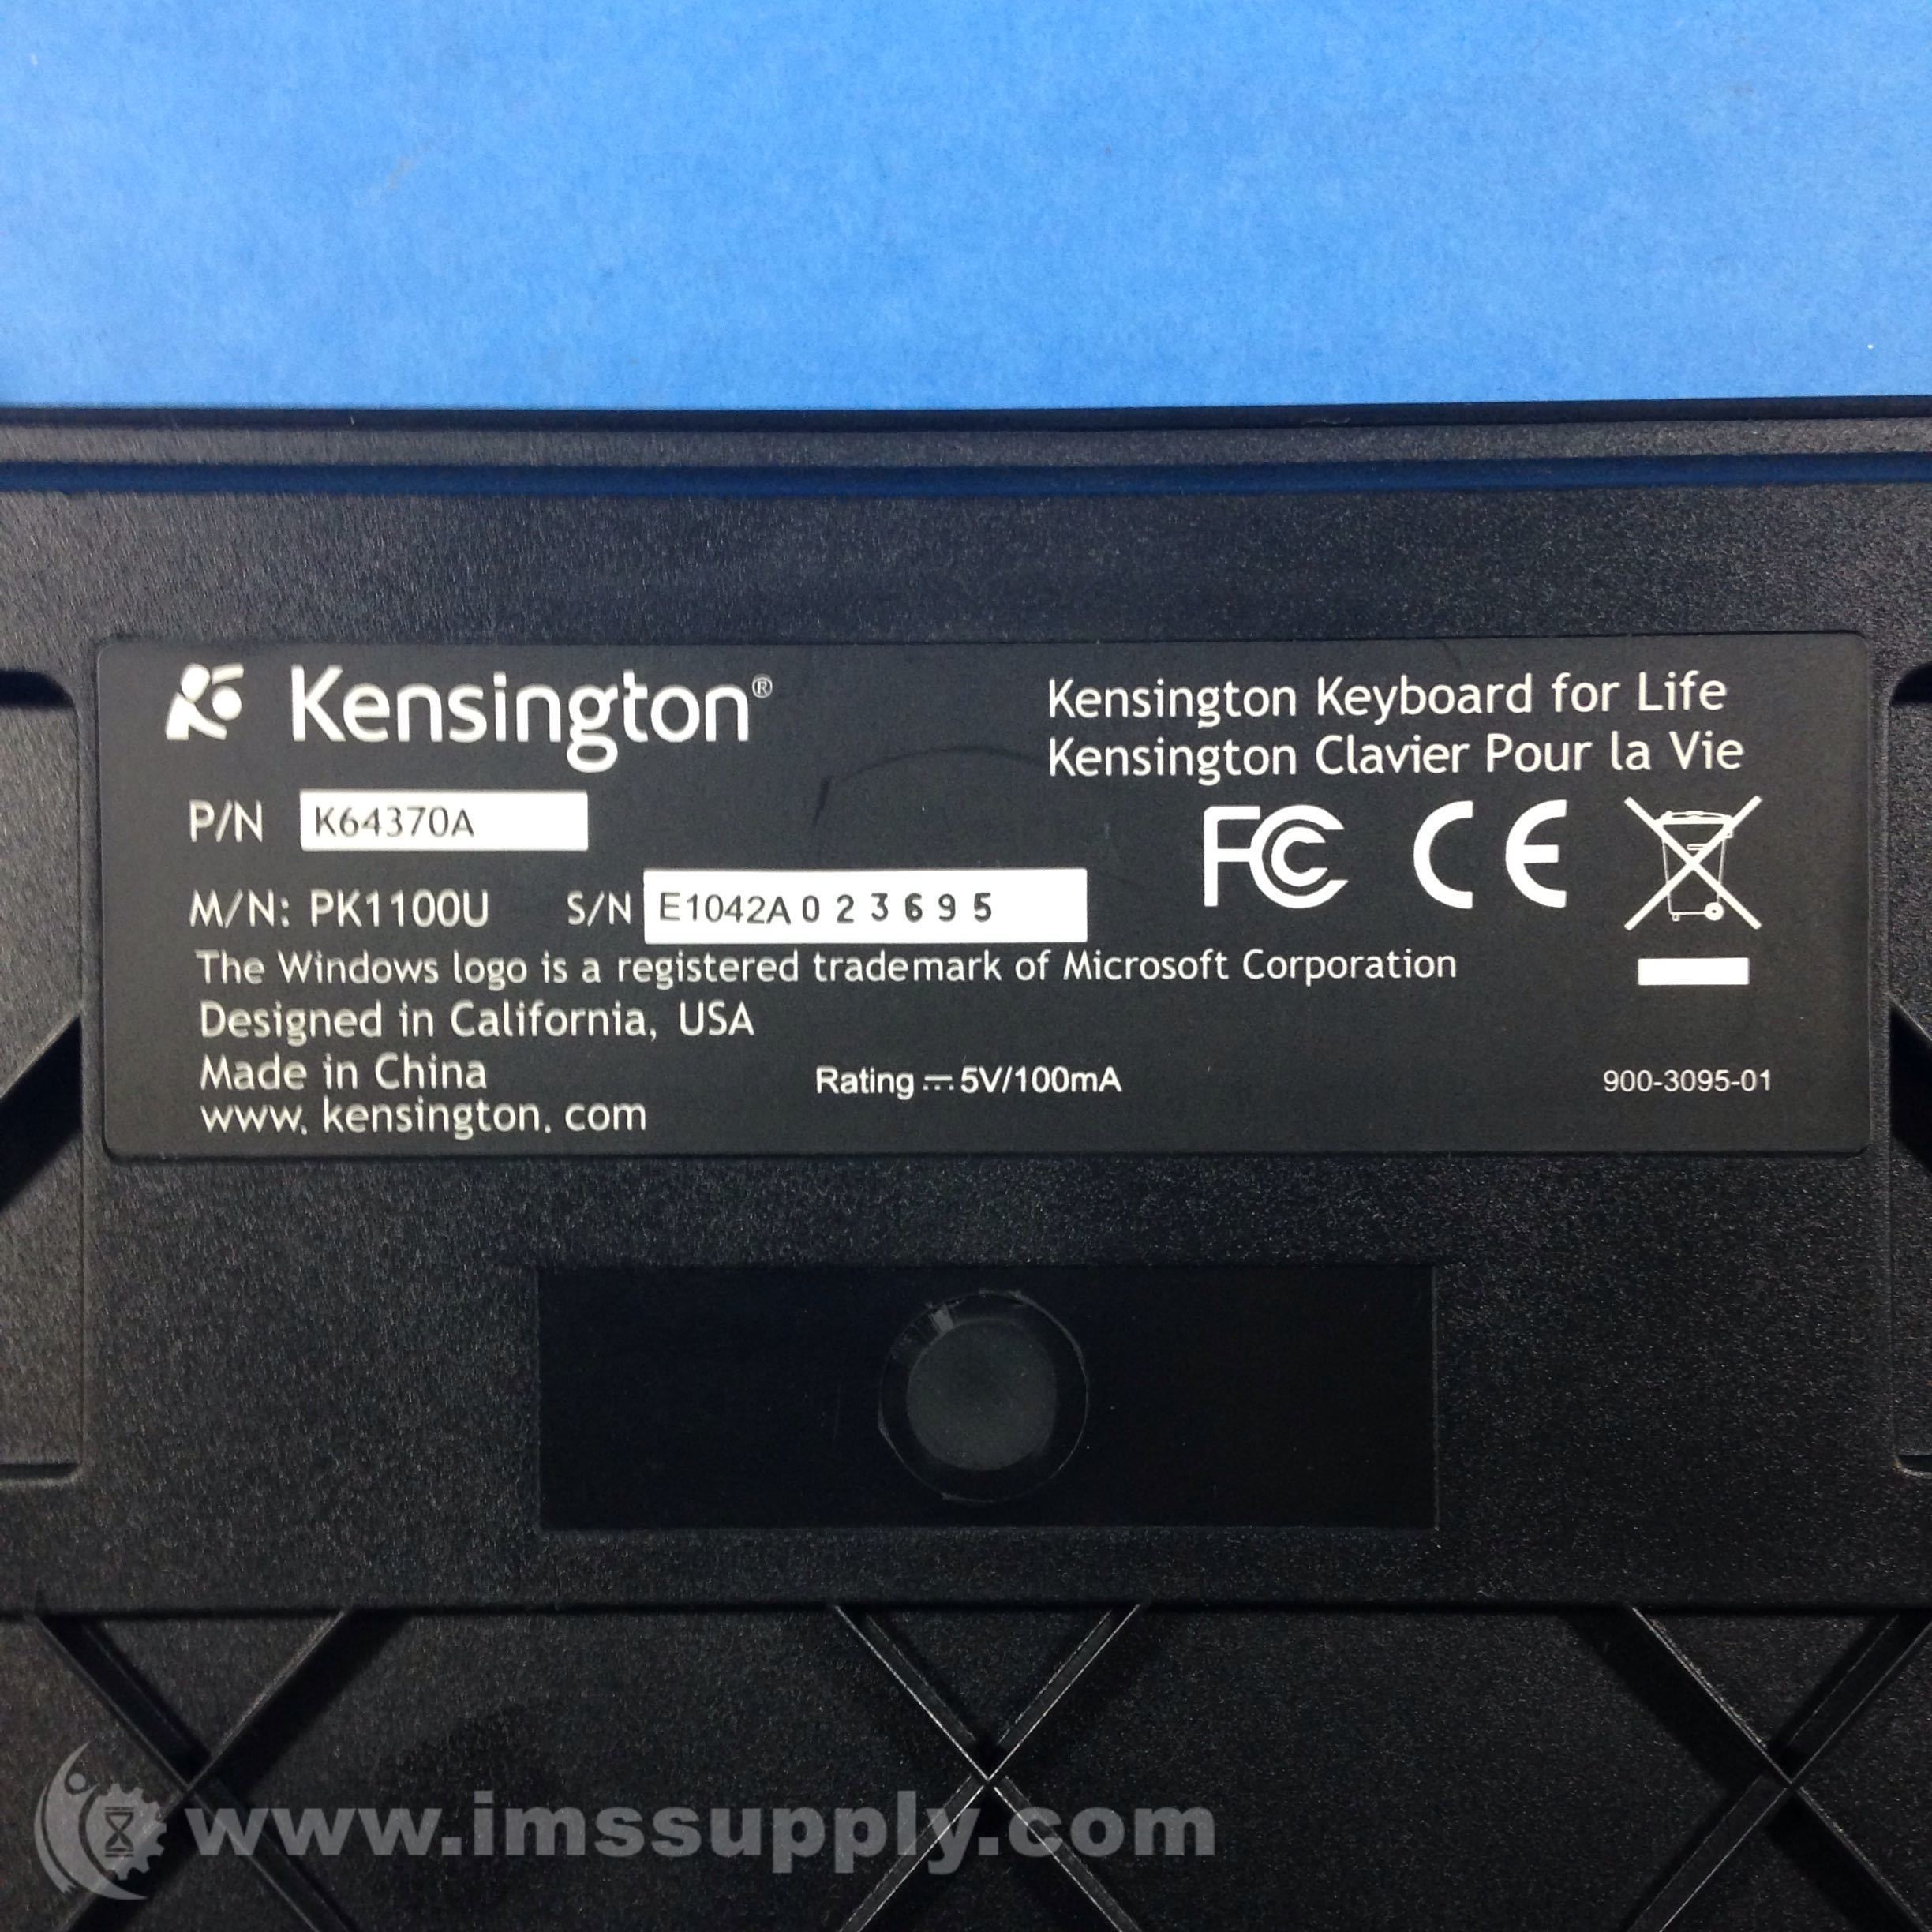 Kensington®
Kensington Keyboard for Life
Kensington Clavier Pour la Vie
P/N K64370A
FC CE
M/N: PK1100U S/N E1042A023695
The Windows logo is a registered trademark of Microsoft Corporation
Designed in California, USA
Made in China
Rating ⎓ 5V/100mA
900-3095-01
www.kensington.com
www.imssupply.com